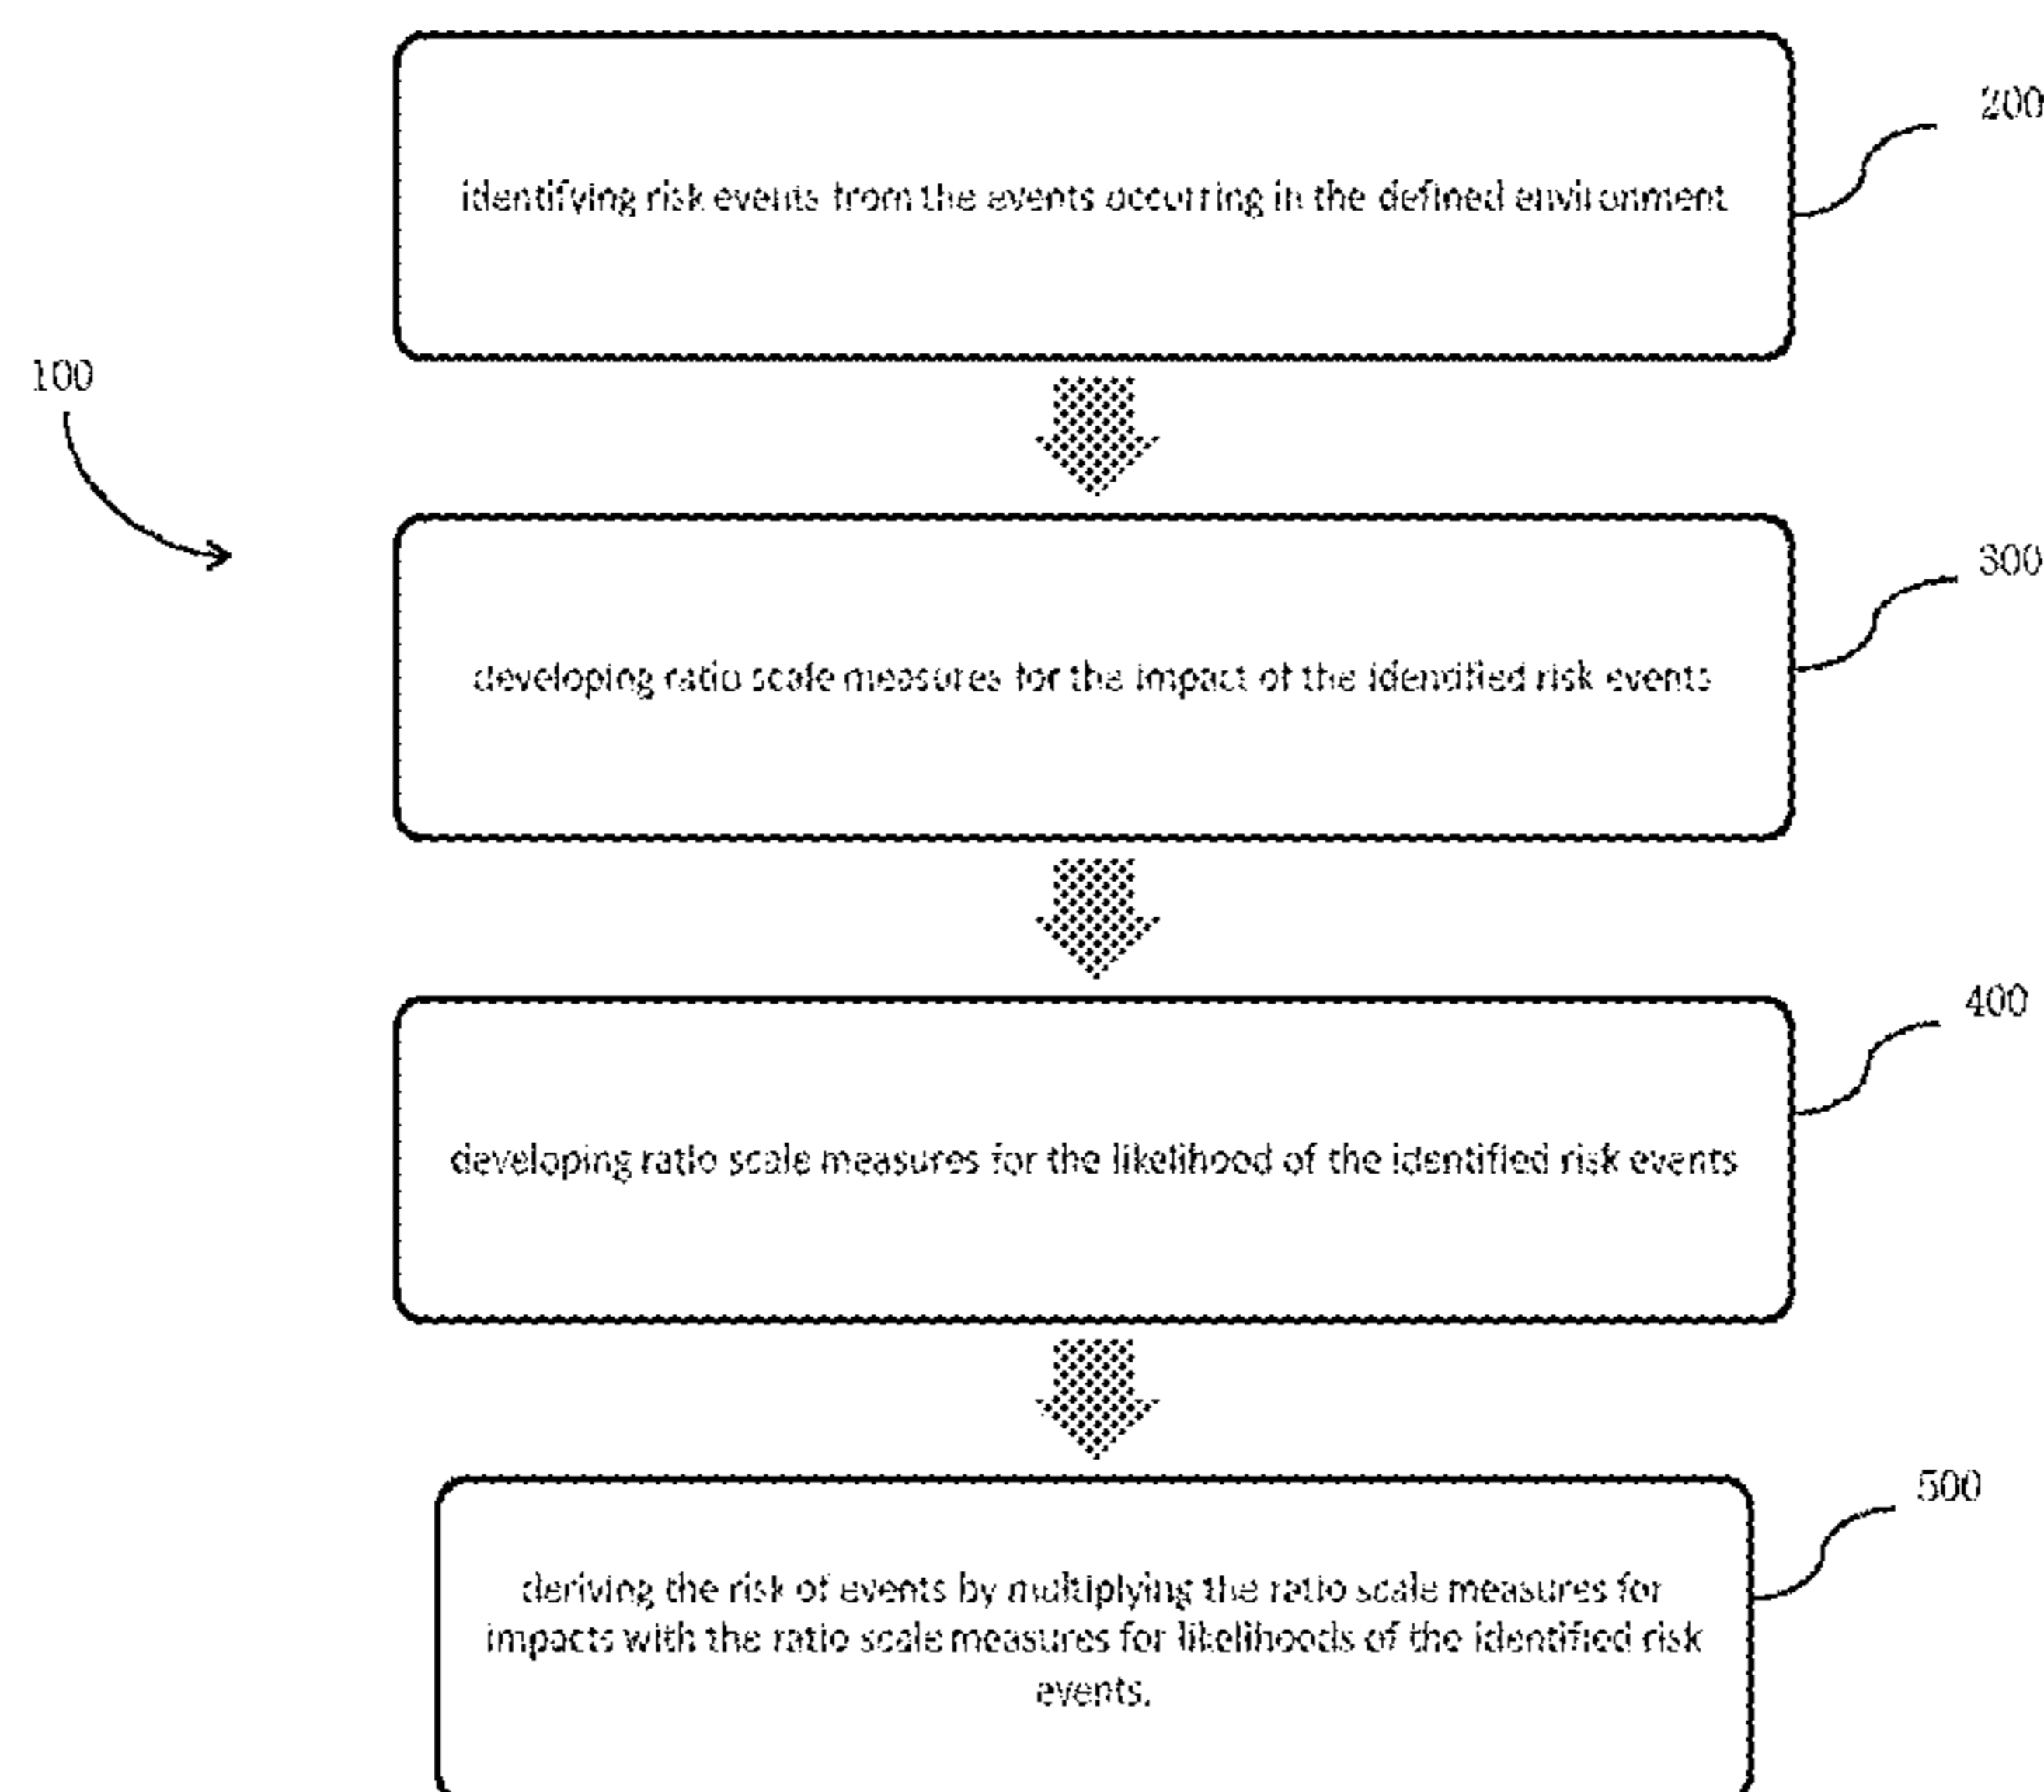 200
identifying risk events from the events occurring in the defined environment
100
300
developing ratio scale measures for the impact of the identified risk events
400
developing ratio scale measures for the likelihood of the identified risk events
500
deriving the risk of events by multiplying the ratio scale measures for
impacts with the ratio scale measures for likelihoods of the identified risk
events.